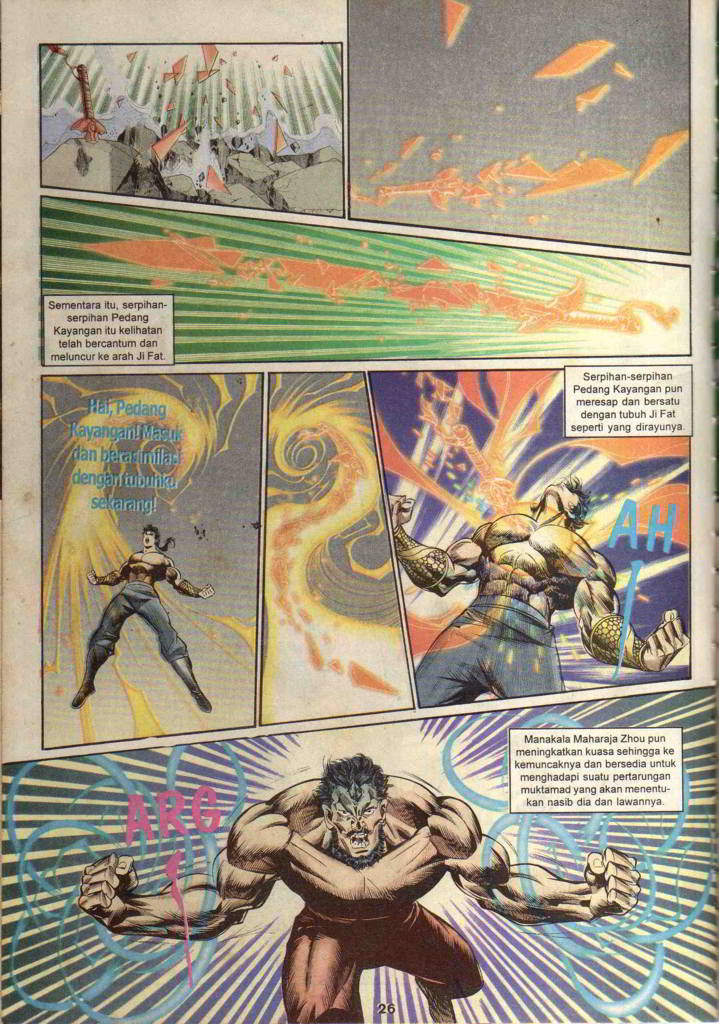 Sementara itu, serpihan-
serpihan Pedang
Kayangan itu kelihatan
telah bercantum dan
meluncur ke arah Ji Fat.
Hai, Pedang
Kayangan! Masuk
dan berasimilasi
dengan tubuhku
sekarang!
Serpihan-serpihan
Pedang Kayangan pun
meresap dan bersatu
dengan tubuh Ji Fat
seperti yang dirayunya.
AH
Manakala Maharaja Zhou pun
meningkatkan kuasa sehingga ke
kemuncaknya dan bersedia untuk
menghadapi suatu pertarungan
muktamad yang akan menentu-
kan nasib dia dan lawannya.
ARG
26